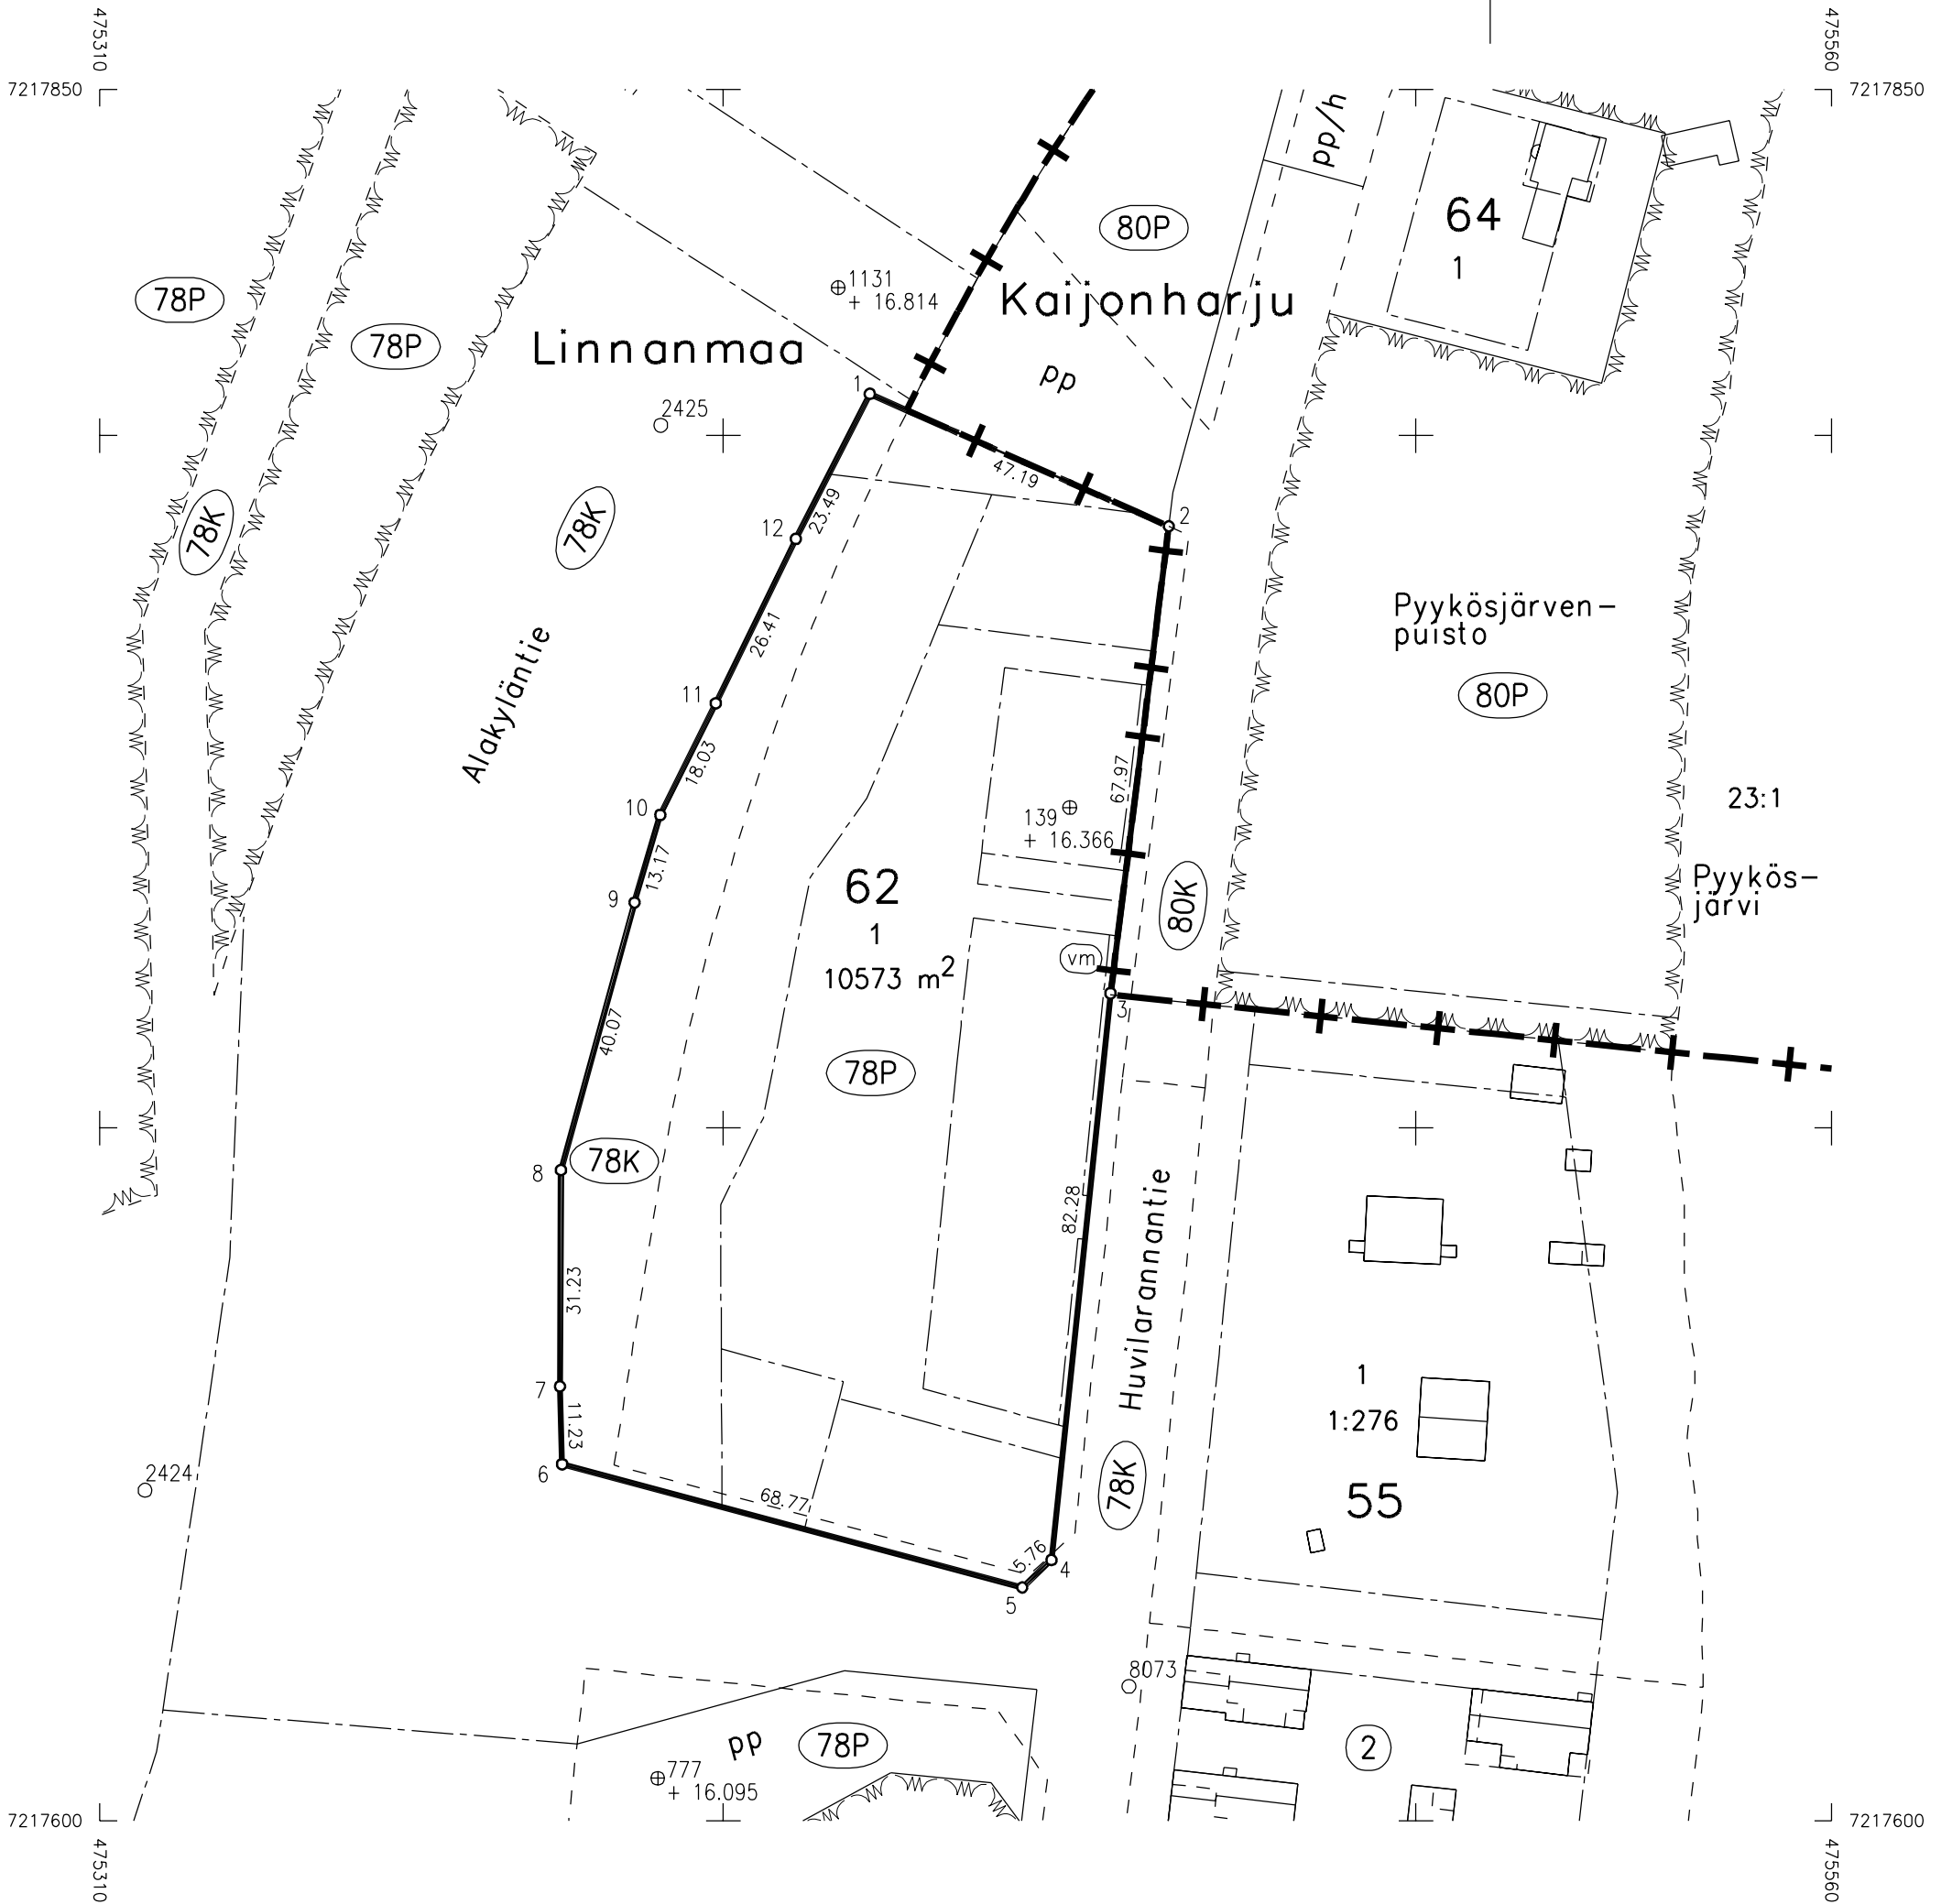 475310
475560
7217850
7217850
pp/h
64
1
80P
1131
+ 16.814
Kaijonharju
78P
78P
Linnanmaa
pp
1
2425
47.19
2
78K
78K
12
23.49
Pyykösjärven-
puisto
26.41
80P
Alakyläntie
11
18.03
67.97
23:1
10
139
+ 16.366
13.17
62
Pyykös-
järvi
9
80K
1
vm
10573 m2
3
40.07
78P
8
78K
82.28
Huvilarannantie
31.23
1
7
1:276
11.23
6
2424
68.77
78K
55
5.76
4
5
8073
pp
78P
2
777
+ 16.095
7217600
7217600
475310
475560